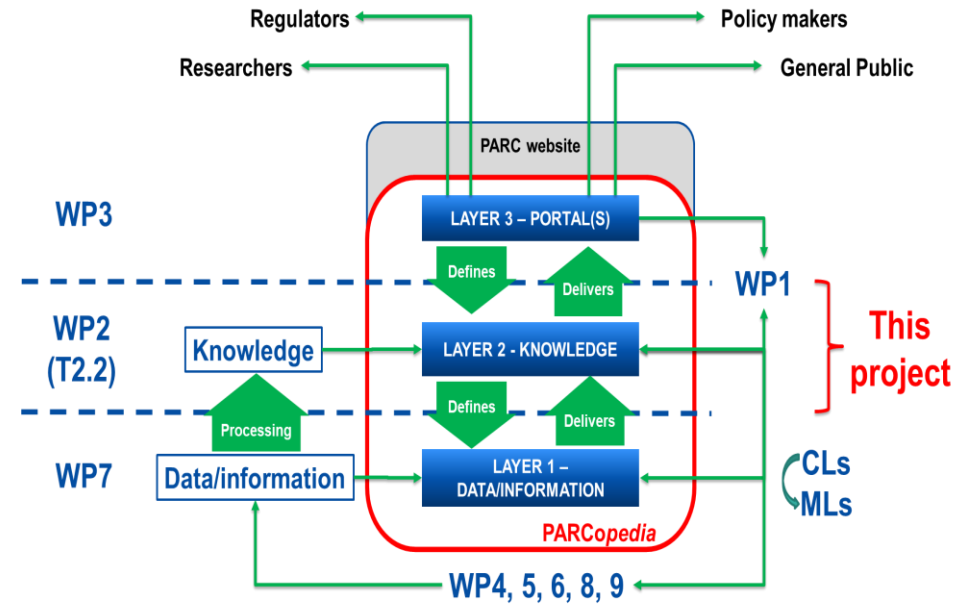 Regulators
Policy makers
Researchers
General Public
PARC website
WP3
LAYER 3 – PORTAL(S)
Defines
Delivers
WP1
WP2
(T2.2)
Knowledge
LAYER 2 - KNOWLEDGE
This
project
Processing
Defines
Delivers
WP7
Data/information
LAYER 1 –
DATA/INFORMATION
CLs
MLs
PARCopedia
WP4, 5, 6, 8, 9